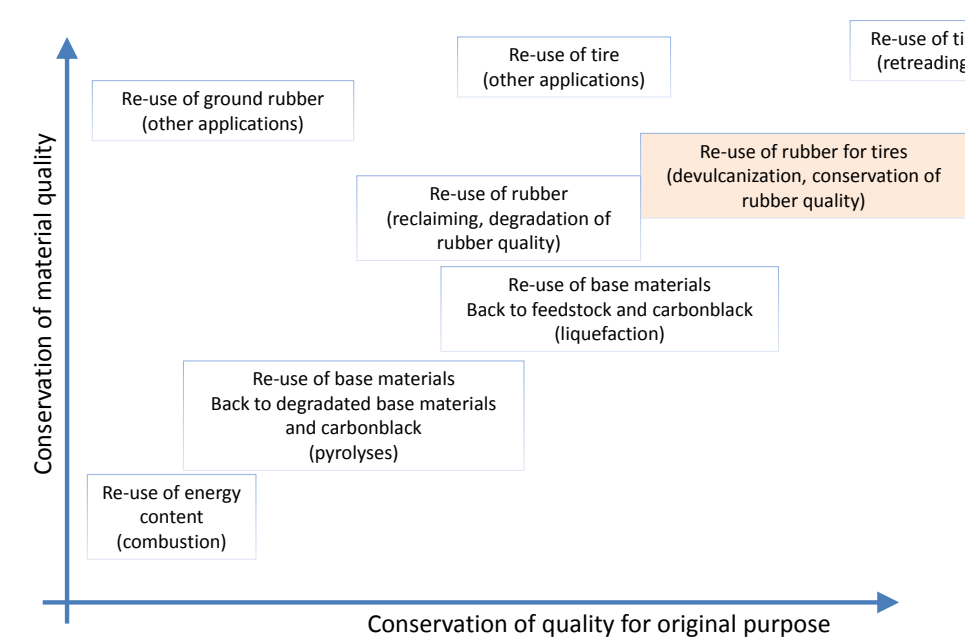 Re-use of tire
(other applications)
Re-use of
(retreading
Re-use of ground rubber
(other applications)
Re-use of rubber for tires
(devulcanization, conservation of
rubber quality)
Re-use of rubber
(reclaiming, degradation of
rubber quality)
Re-use of base materials
Back to feedstock and carbonblack
(liquefaction)
Re-use of base materials
Back to degradated base materials
and carbonblack
(pyrolyses)
Re-use of energy
content
(combustion)
Conservation of material quality
Conservation of quality for original purpose